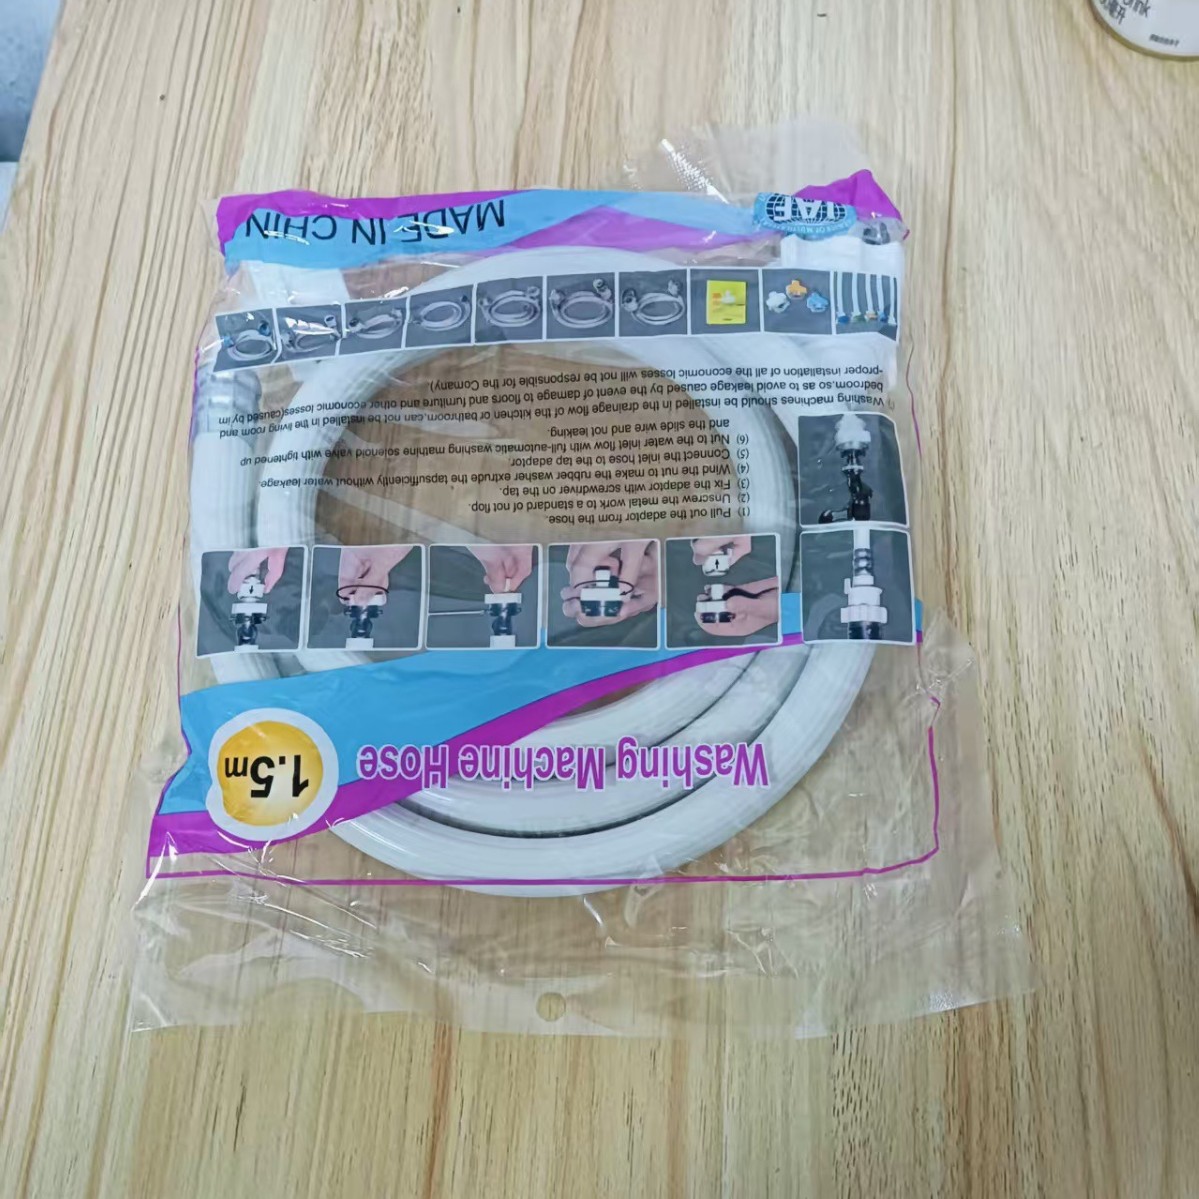 Washing Machine Hose
1.5m
(1) Pull out the adaptor from the hose.
(2) Unscrew the metal work to a standard of not flop.
(3) Fix the adaptor with screwdriver on the tap.
(4) Wind the nut to make the rubber washer extrude the tapsufficiently without water leakage.
(5) Connect the inlet hose to the tap adaptor.
(6) Nut to the water inlet flow with full-automatic washing mathine solenoid valve with tightened up
and the slide wire and not leaking.
Washing machines should be installed in the drainage flow of the kitchen or bathroom,can not be installed in the living room and
bedroom,so as to avoid leakage caused by the event of damage to floors and furniture and other economic losses(caused by im
-proper installation of all the economic losses will not be responsible for the Comany)
UAE
MADE IN CHIN